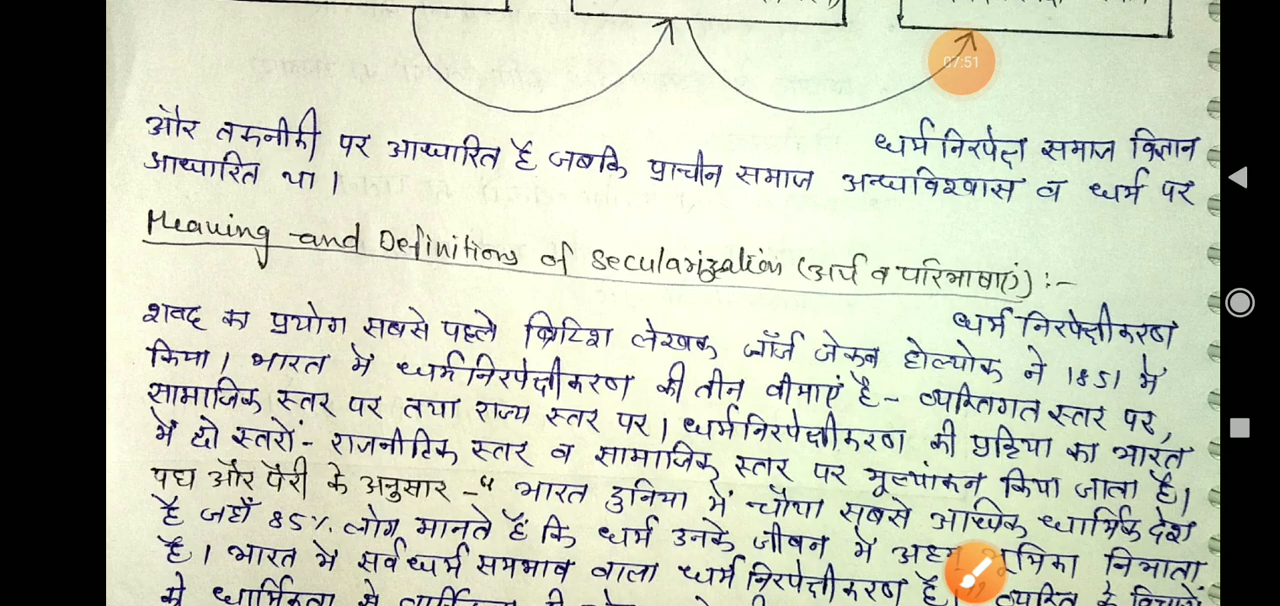 07:51
धर्मनिरपेक्ष समाज विज्ञान
और तकनीकी पर आधारित है जबकि प्राचीन समाज अन्धविश्वास व धर्म पर
आधारित था।
Meaning and Definitions of Secularization (अर्थ व परिभाषाएं) :-
धर्म निरपेक्षीकरण
शब्द का प्रयोग सबसे पहले ब्रिटिश लेखक जॉर्ज जेकब होल्योक ने 1851 में
किया। भारत में धर्मनिरपेक्षीकरण की तीन सीमाएं है - व्यक्तिगत स्तर पर,
सामाजिक स्तर पर तथा राज्य स्तर पर। धर्मनिरपेक्षीकरण की प्रक्रिया का भारत
में दो स्तरों - राजनीतिक स्तर व सामाजिक स्तर पर मूल्यांकन किया जाता है।
और पैरी के अनुसार - " भारत दुनिया में चौथा सबसे अधिक धार्मिक देश
है जहाँ 85% लोग मानते हैं कि धर्म उनके जीवन में अहम भूमिका निभाता
है। भारत में सर्व धर्म समभाव वाला धर्म निरपेक्षीकरण है।